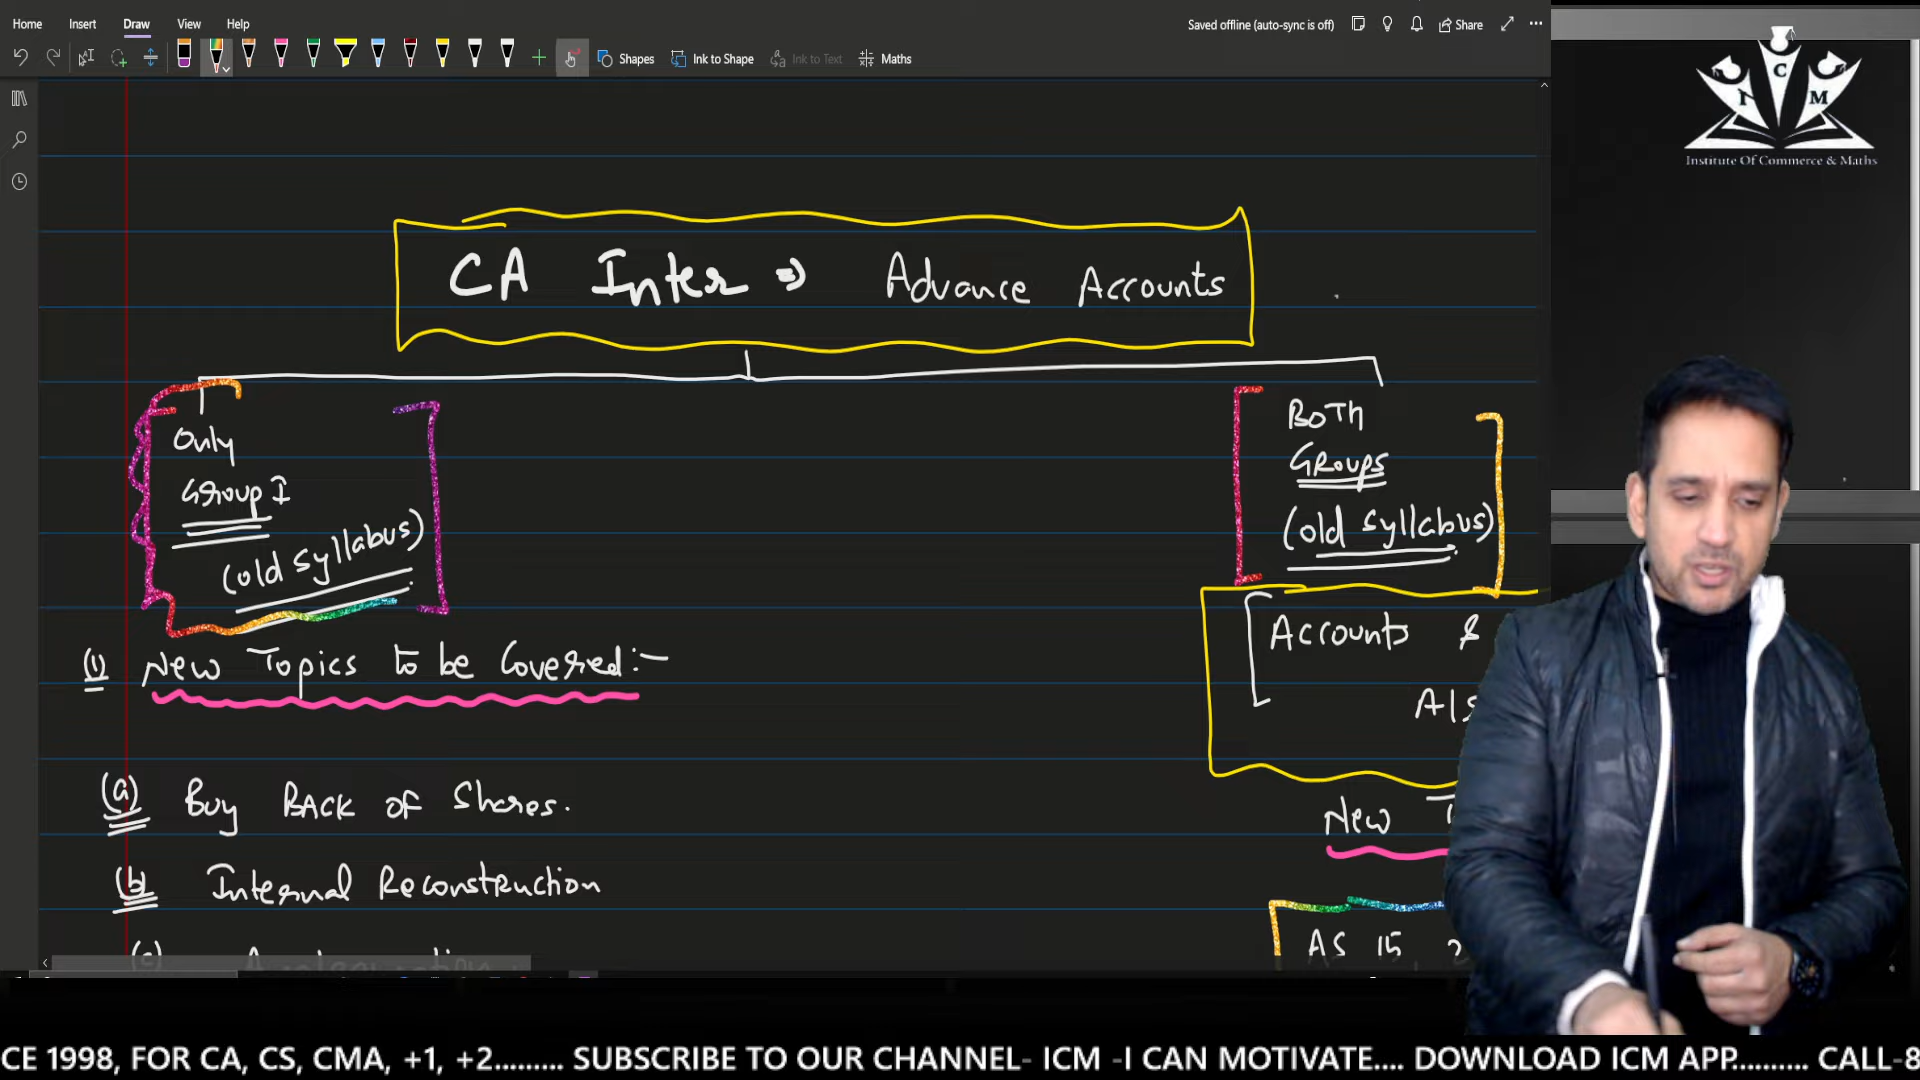 Home Insert Draw View Help
Saved offline (auto-sync is off) Share
Shapes Ink to Shape Ink to Text Maths
I C M
Institute Of Commerce & Maths
CA Inter ⇒ Advance Accounts
Only
Group I
(old syllabus)
BOTH
GROUPS
(old syllabus)
Accounts &
Als
(1) New Topics to be Covered:-
(a) Buy BACK OF Shares.
New T
(b) Internal Reconstruction
AS 15,
(c)
CE 1998, FOR CA, CS, CMA, +1, +2......... SUBSCRIBE TO OUR CHANNEL- ICM -I CAN MOTIVATE.... DOWNLOAD ICM APP.......... CALL-8